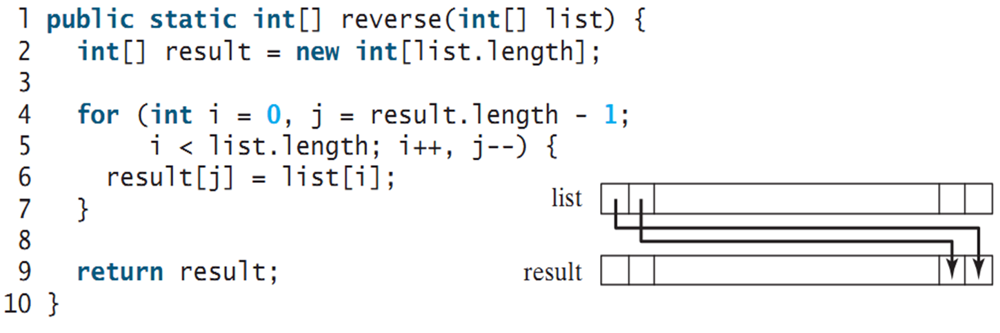 1 public static int[] reverse(int[] list) {
2   int[] result = new int[list.length];
3
4   for (int i = 0, j = result.length - 1;
5        i < list.length; i++, j--) {
6     result[j] = list[i];
7   }
8
9   return result;
10 }
list
result